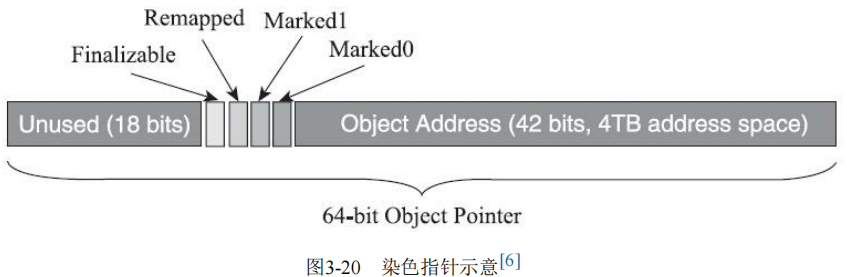 Remapped
Marked1
Finalizable
Marked0
Unused (18 bits)
Object Address (42 bits, 4TB address space)
64-bit Object Pointer
图3-20 染色指针示意[6]